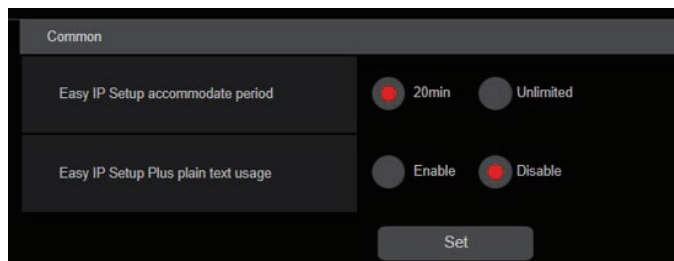 Common
Easy IP Setup accommodate period 20min Unlimited
Easy IP Setup Plus plain text usage Enable Disable
Set